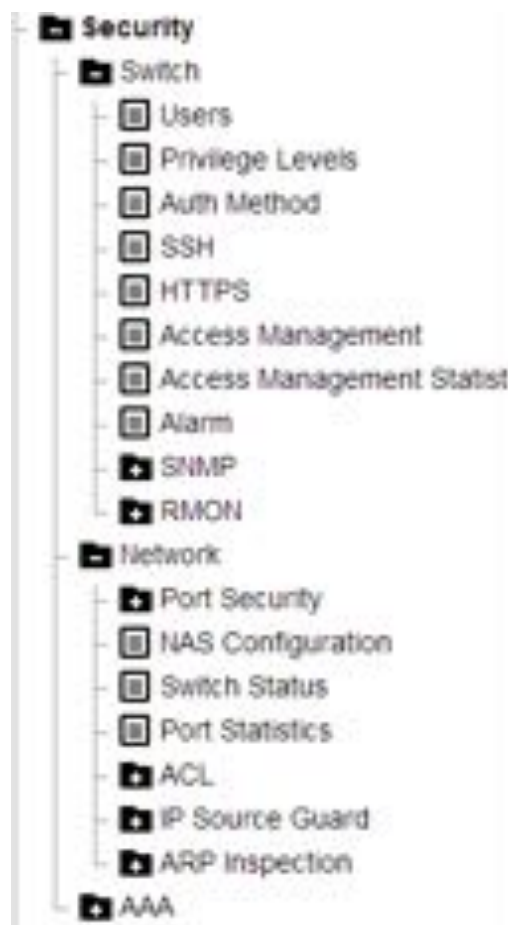 Security
Switch
Users
Privilege Levels
Auth Method
SSH
HTTPS
Access Management
Access Management Statist
Alarm
SNMP
RMON
Network
Port Security
NAS Configuration
Switch Status
Port Statistics
ACL
IP Source Guard
ARP Inspection
AAA